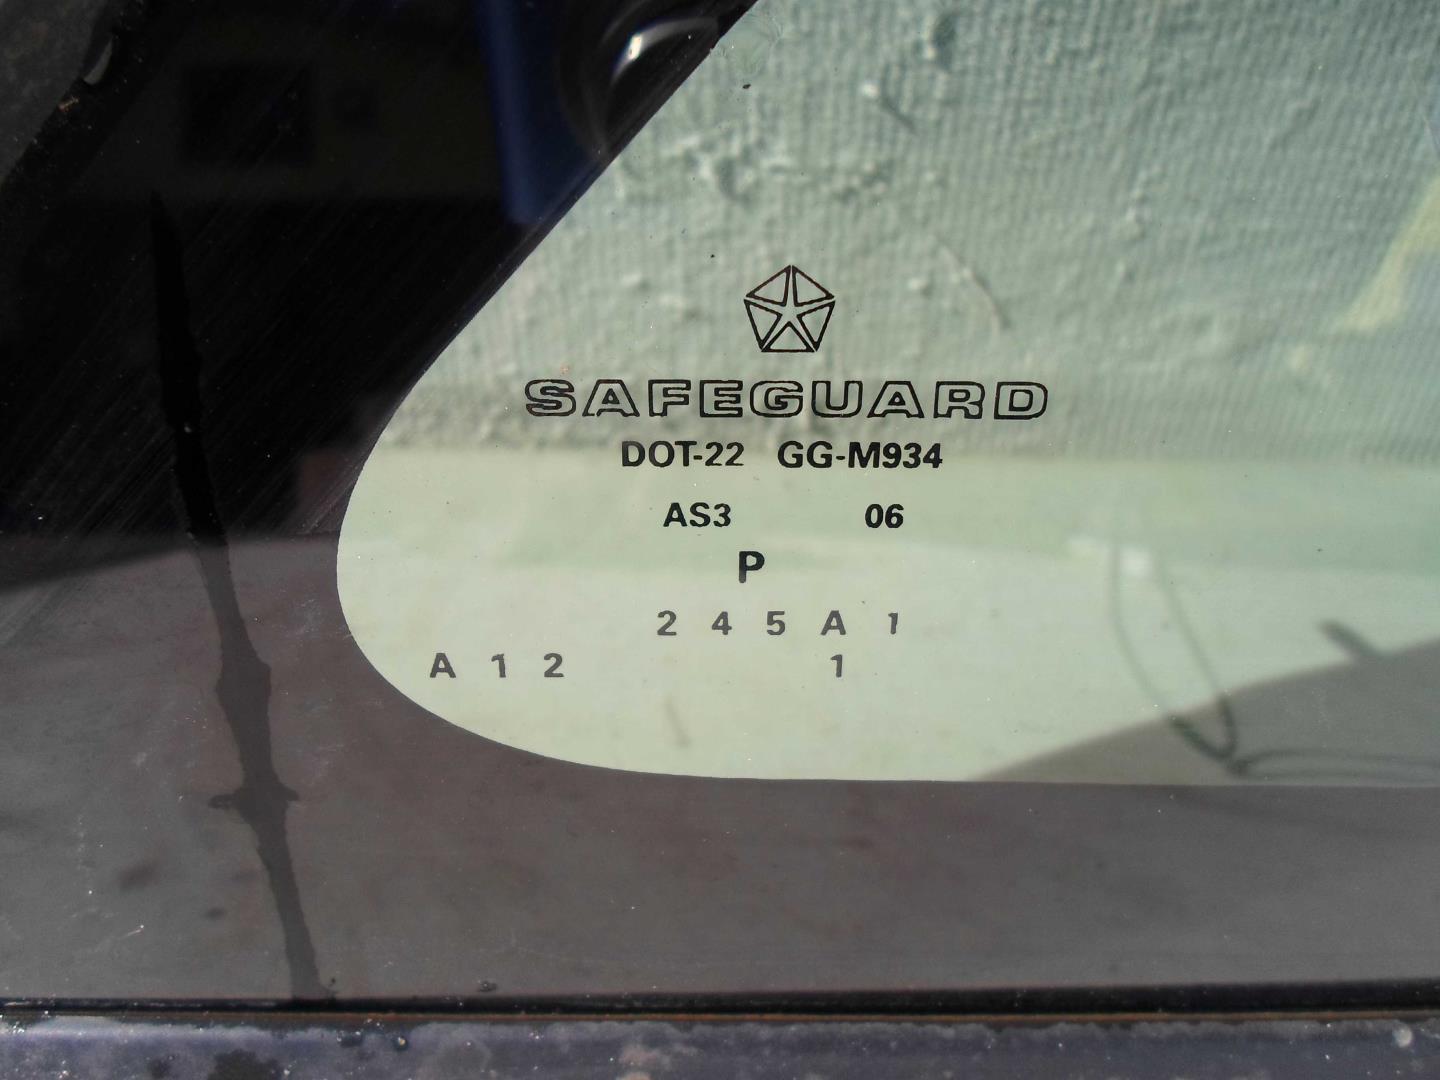 SAFEGUARD
DOT-22 GG-M934
AS3 06
P
2 4 5 A 1
A 1 2 1